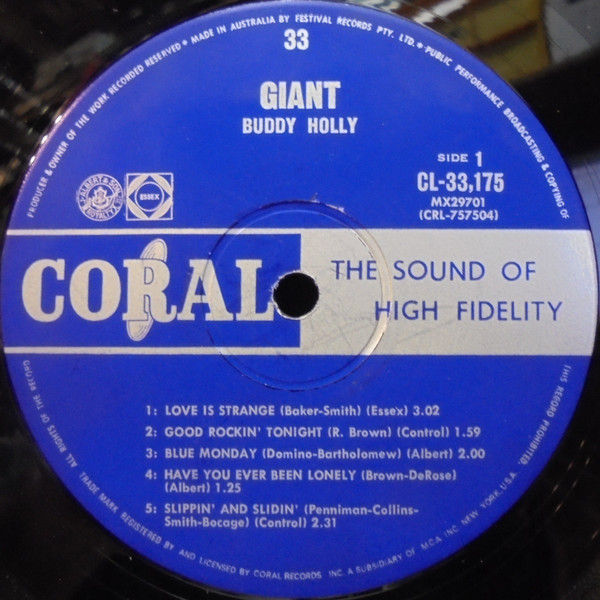 PRODUCER & OWNER OF THE WORK RECORDED RESERVED • MADE IN AUSTRALIA BY FESTIVAL RECORDS PTY. LTD. • PUBLIC PERFORMANCE BROADCASTING & COPYING OF
33
GIANT
BUDDY HOLLY
SIDE 1
CL-33,175
MX29701
(CRL-757504)
ALBERT & SON
ROYALTY
ESSEX
CORAL
THE SOUND OF
HIGH FIDELITY
1: LOVE IS STRANGE (Baker-Smith) (Essex) 3.02
2: GOOD ROCKIN' TONIGHT (R. Brown) (Control) 1.59
3: BLUE MONDAY (Domino-Bartholomew) (Albert) 2.00
4: HAVE YOU EVER BEEN LONELY (Brown-DeRose)
(Albert) 1.25
5: SLIPPIN' AND SLIDIN' (Penniman-Collins-
Smith-Bocage) (Control) 2.31
THIS RECORD PROHIBITED.
ALL RIGHTS OF THE RECORD
TRADE MARK REGISTERED BY AND LICENSED BY CORAL RECORDS INC. A SUBSIDIARY OF M.C.A. INC. NEW YORK, U.S.A.